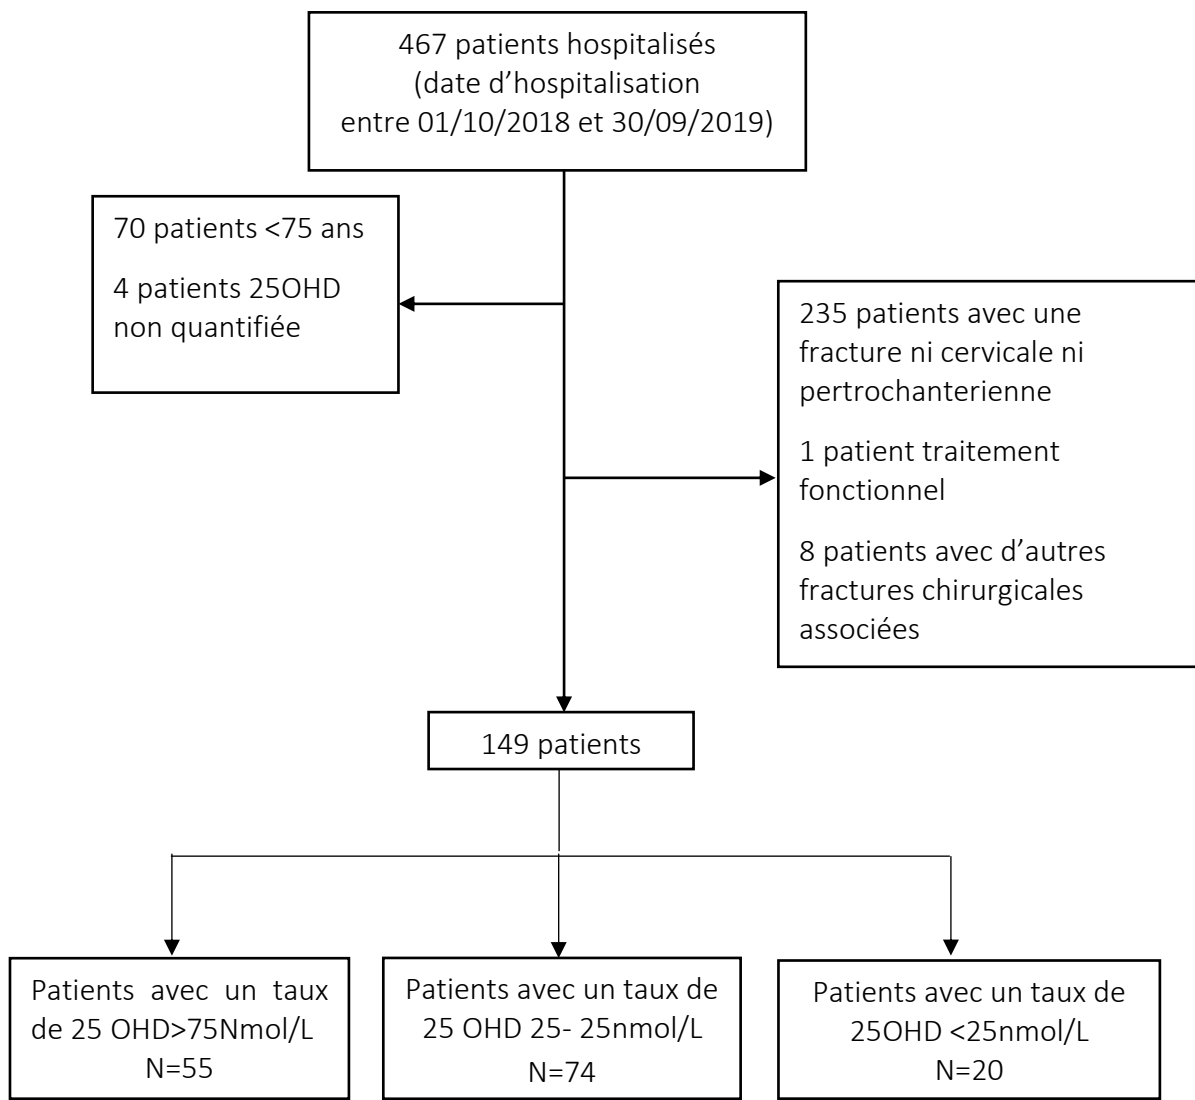 467 patients hospitalisés
(date d’hospitalisation
entre 01/10/2018 et 30/09/2019)
70 patients <75 ans
4 patients 25OHD
non quantifiée
235 patients avec une
fracture ni cervicale ni
pertrochanterienne
1 patient traitement
fonctionnel
8 patients avec d’autres
fractures chirurgicales
associées
149 patients
Patients avec un taux
de 25 OHD>75Nmol/L
N=55
Patients avec un taux de
25 OHD 25- 25nmol/L
N=74
Patients avec un taux de
25OHD <25nmol/L
N=20